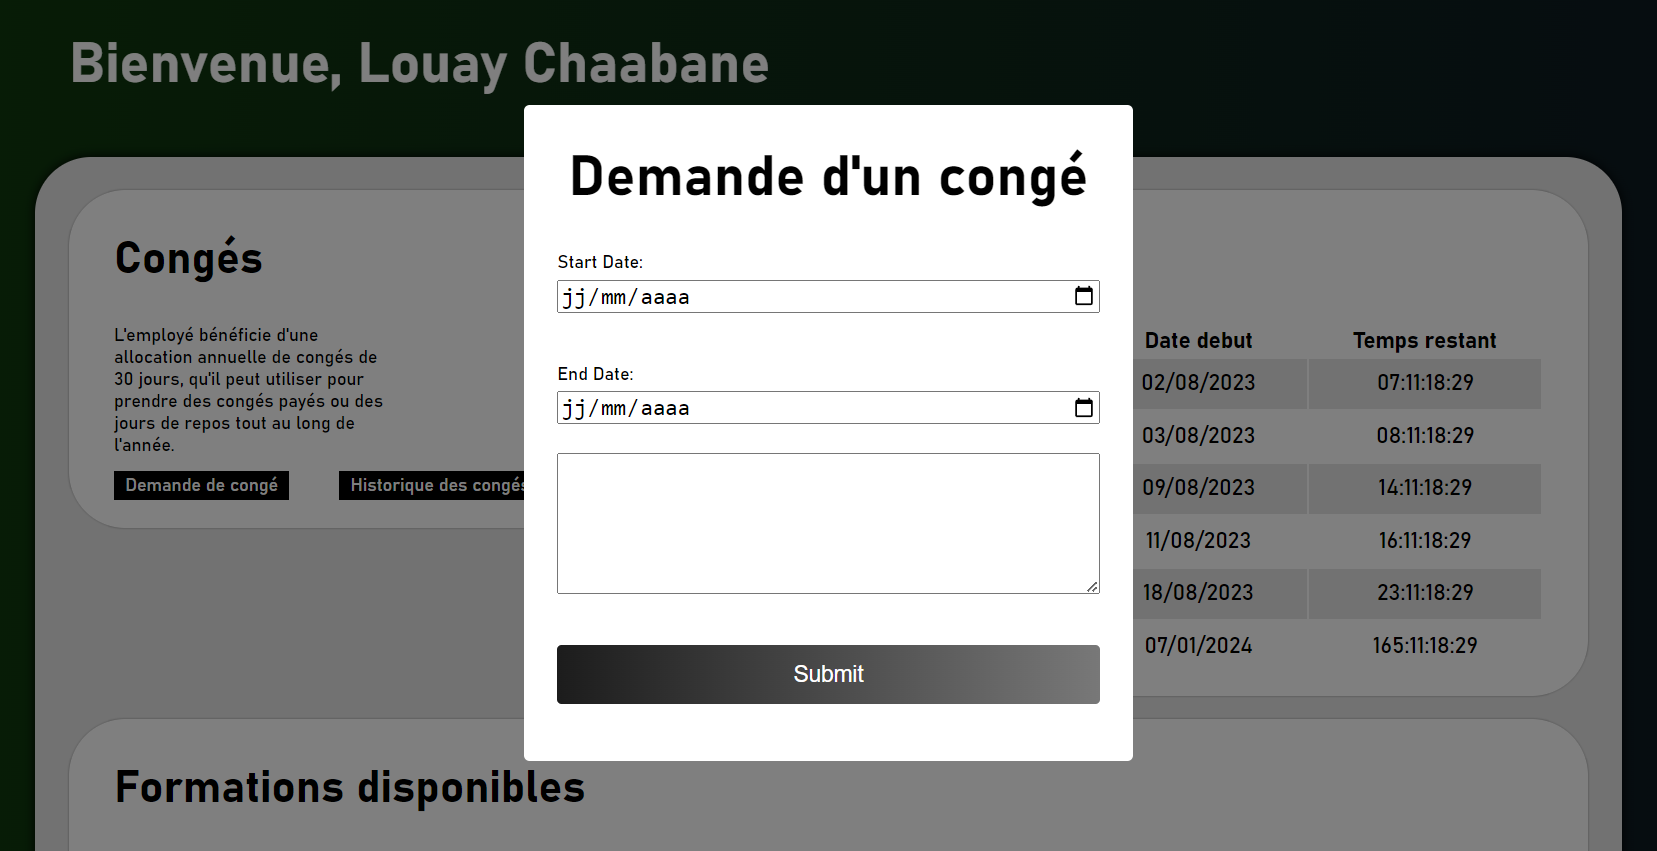 Bienvenue, Louay Chaabane
Demande d'un congé
Start Date:
jj/mm/aaaa
End Date:
jj/mm/aaaa
Submit
Congés
L'employé bénéficie d'une
allocation annuelle de congés de
30 jours, qu'il peut utiliser pour
prendre des congés payés ou des
jours de repos tout au long de
l'année.
Demande de congé
Historique des congés
Date debut Temps restant
02/08/2023 07:11:18:29
03/08/2023 08:11:18:29
09/08/2023 14:11:18:29
11/08/2023 16:11:18:29
18/08/2023 23:11:18:29
07/01/2024 165:11:18:29
Formations disponibles